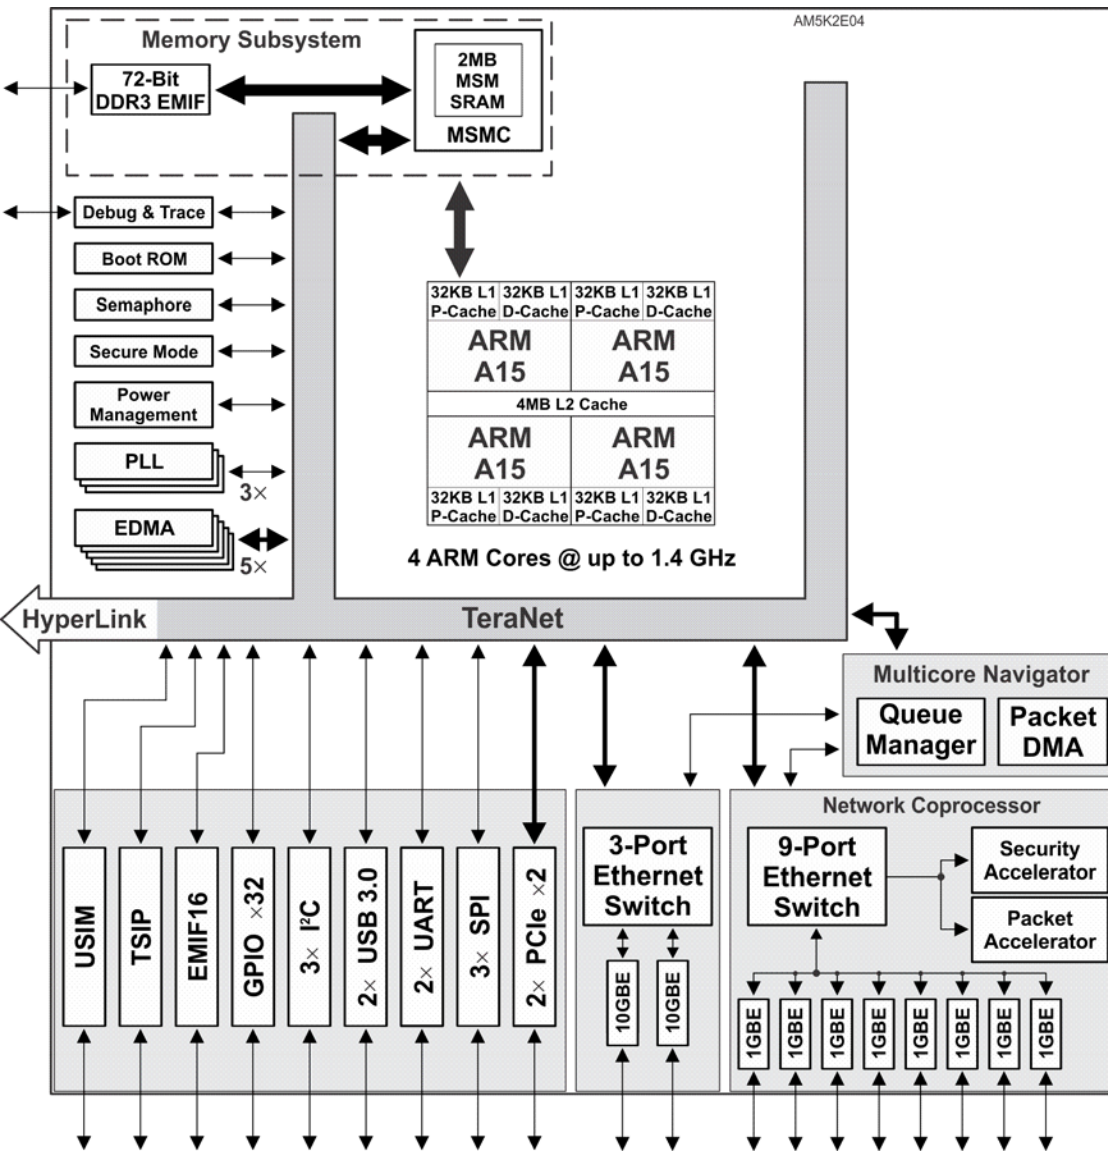 AM5K2E04
Memory Subsystem
72-Bit
DDR3 EMIF
2MB
MSM
SRAM
MSMC
Debug & Trace
Boot ROM
Semaphore
Secure Mode
Power
Management
PLL
3×
EDMA
5×
32KB L1 32KB L1 32KB L1 32KB L1
P-Cache D-Cache P-Cache D-Cache
ARM ARM
A15 A15
4MB L2 Cache
ARM ARM
A15 A15
32KB L1 32KB L1 32KB L1 32KB L1
P-Cache D-Cache P-Cache D-Cache
4 ARM Cores @ up to 1.4 GHz
HyperLink
TeraNet
Multicore Navigator
Queue
Manager
Packet
DMA
USIM
TSIP
EMIF16
GPIO ×32
3× I²C
2× USB 3.0
2× UART
3× SPI
2× PCIe ×2
3-Port
Ethernet
Switch
10GBE
10GBE
Network Coprocessor
9-Port
Ethernet
Switch
Security
Accelerator
Packet
Accelerator
1GBE
1GBE
1GBE
1GBE
1GBE
1GBE
1GBE
1GBE